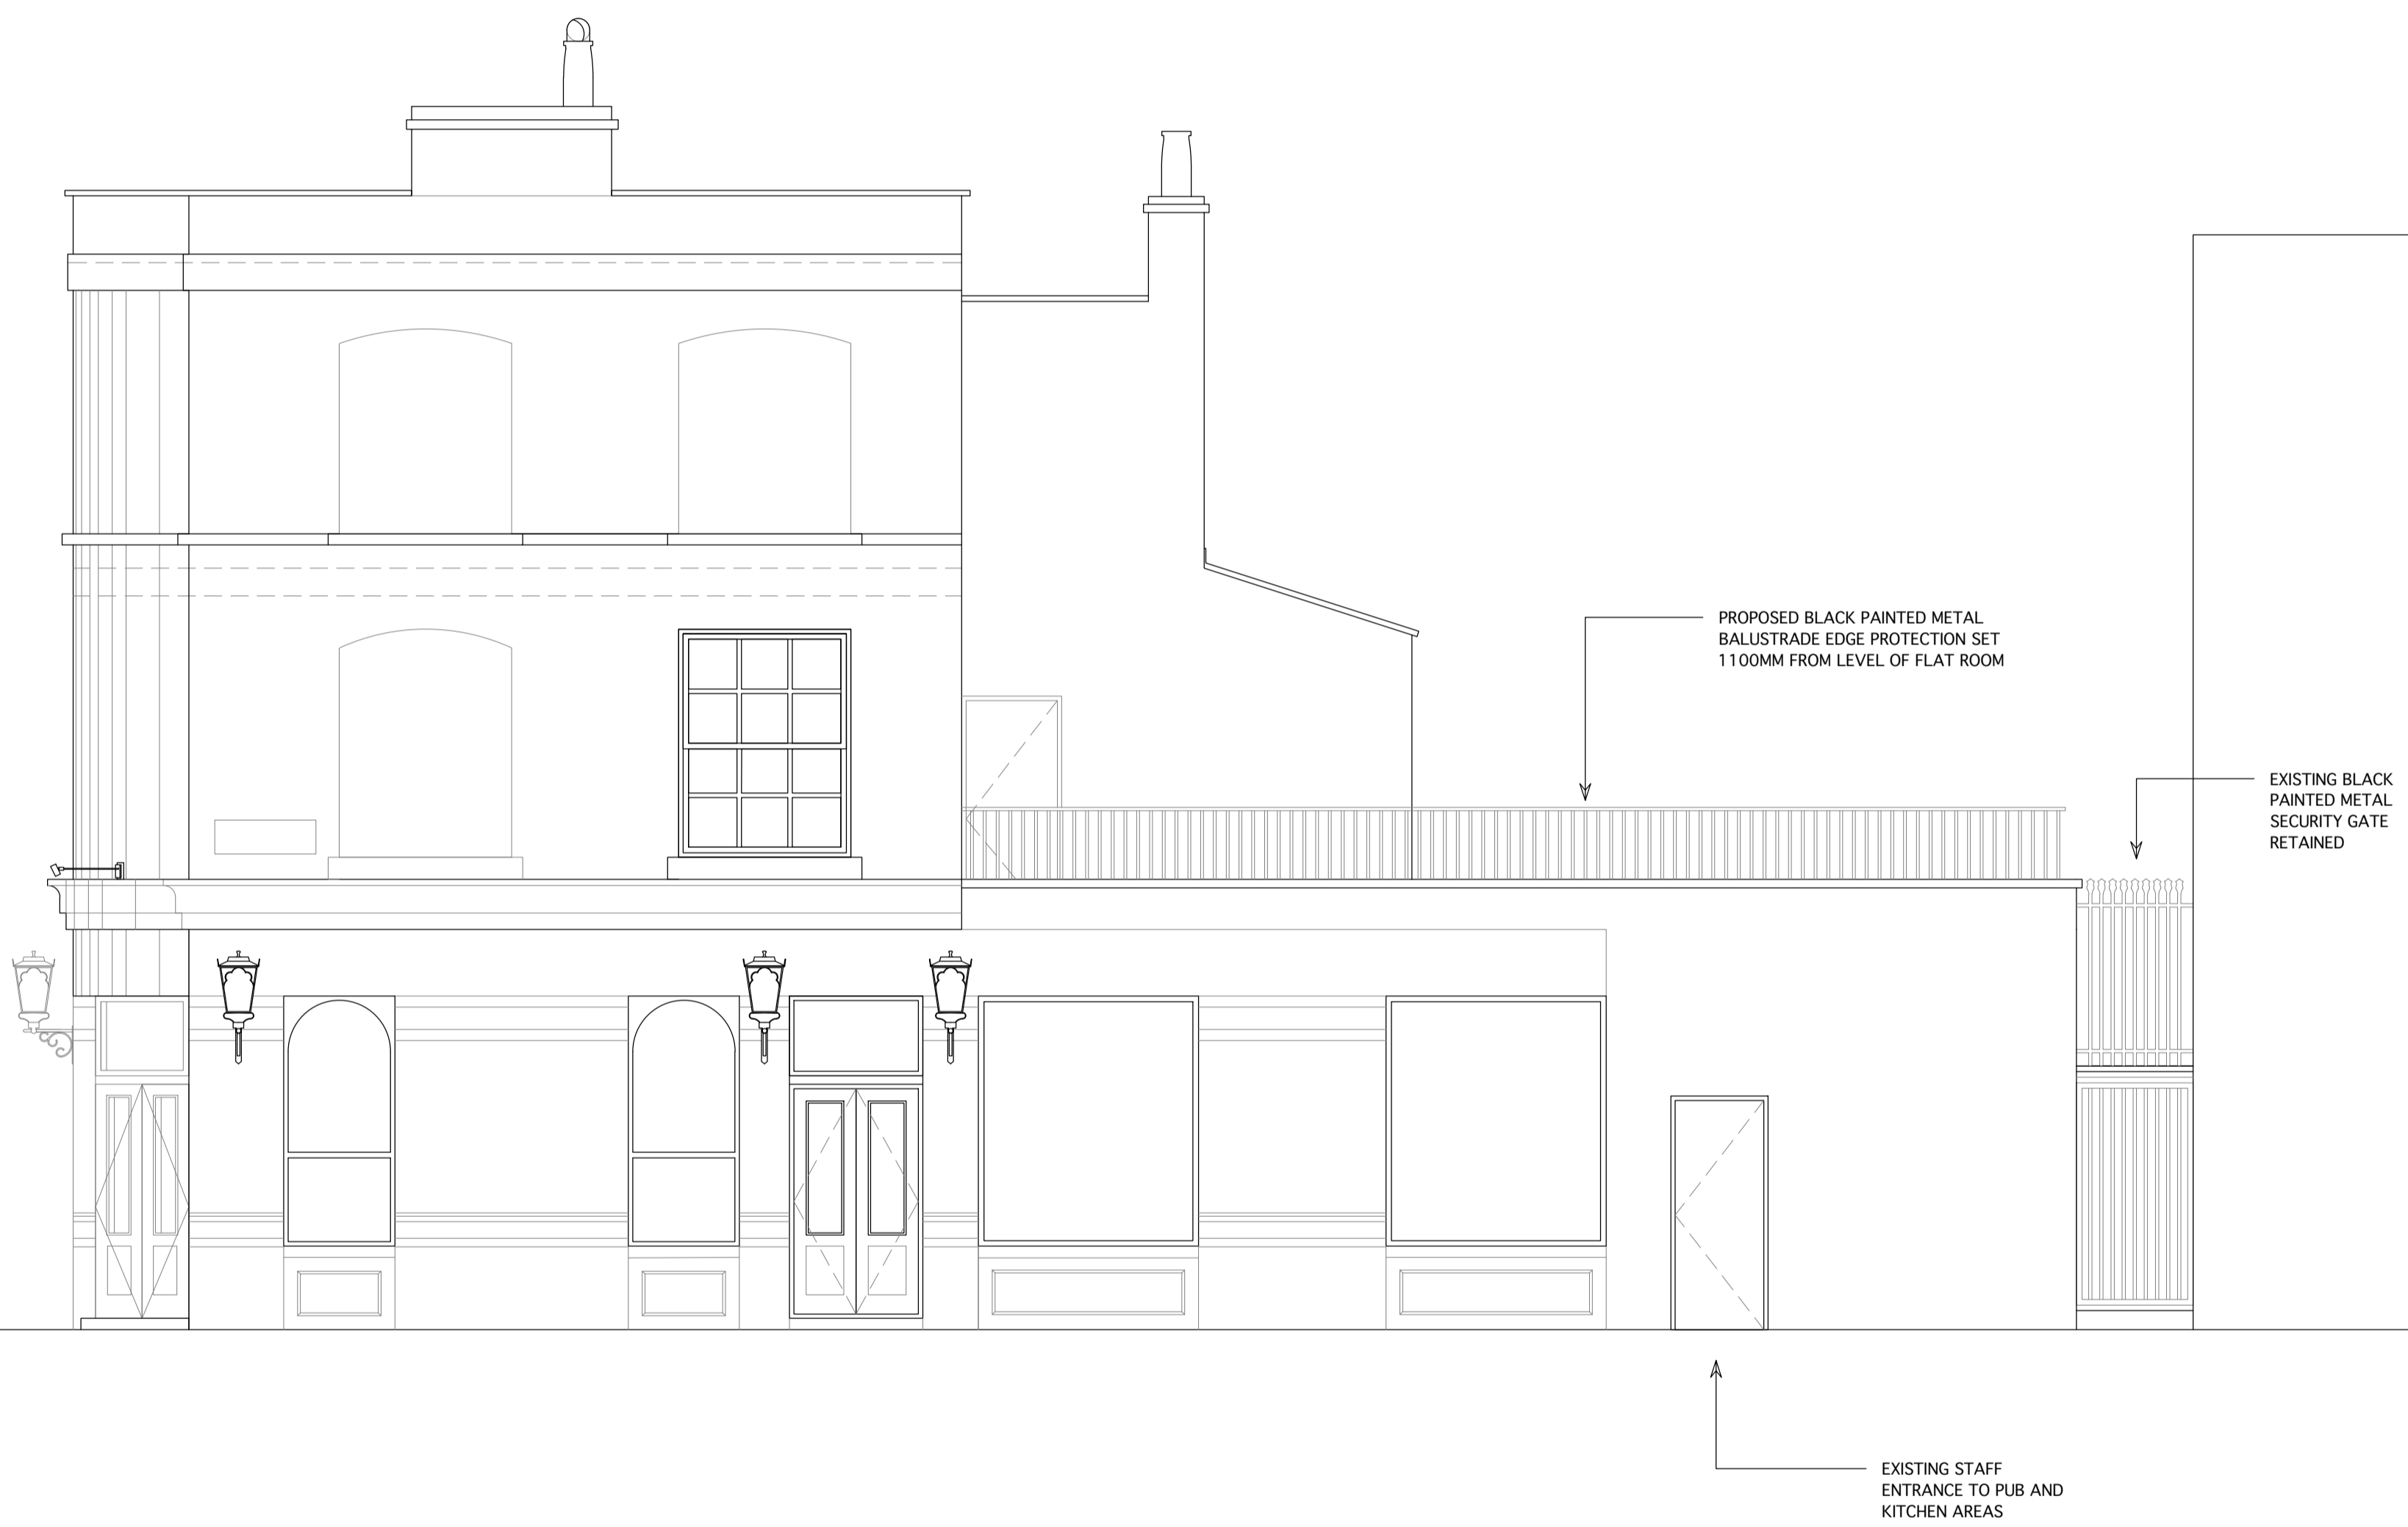 PROPOSED BLACK PAINTED METAL
BALUSTRADE EDGE PROTECTION SET
1100MM FROM LEVEL OF FLAT ROOM
EXISTING BLACK
PAINTED METAL
SECURITY GATE
RETAINED
EXISTING STAFF
ENTRANCE TO PUB AND
KITCHEN AREAS